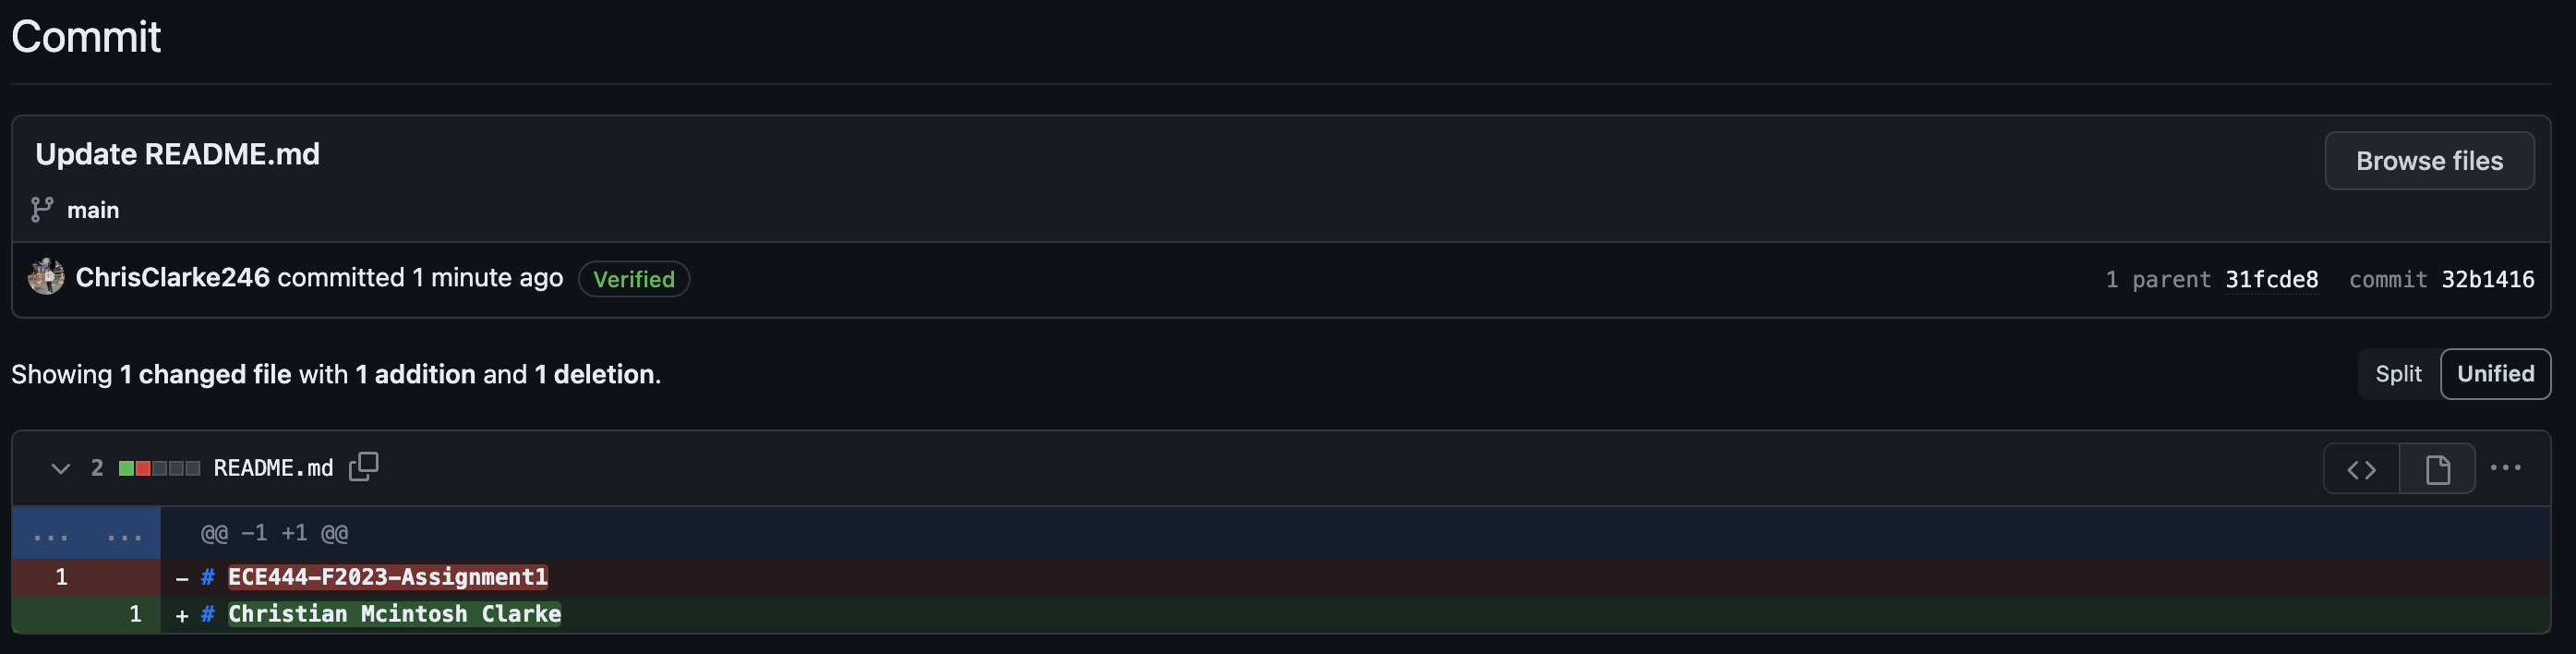 Commit
Update README.md
Browse files
main
ChrisClarke246 committed 1 minute ago Verified
1 parent 31fcde8 commit 32b1416
Showing 1 changed file with 1 addition and 1 deletion.
Split Unified
2 README.md
... ... @@ -1 +1 @@
1 - # ECE444-F2023-Assignment1
1 + # Christian Mcintosh Clarke